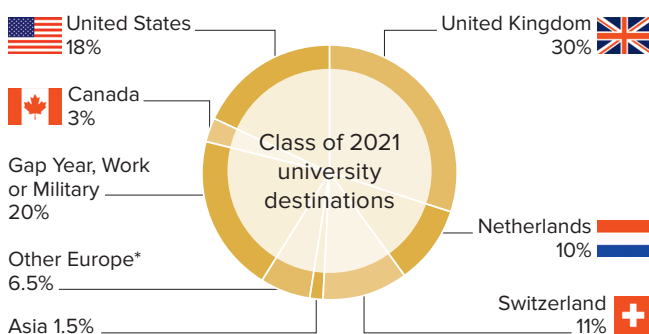 United States
18%
Canada
3%
Gap Year, Work
or Military
20%
Other Europe*
6.5%
Asia 1.5%
Class of 2021
university
destinations
United Kingdom
30%
Netherlands
10%
Switzerland
11%